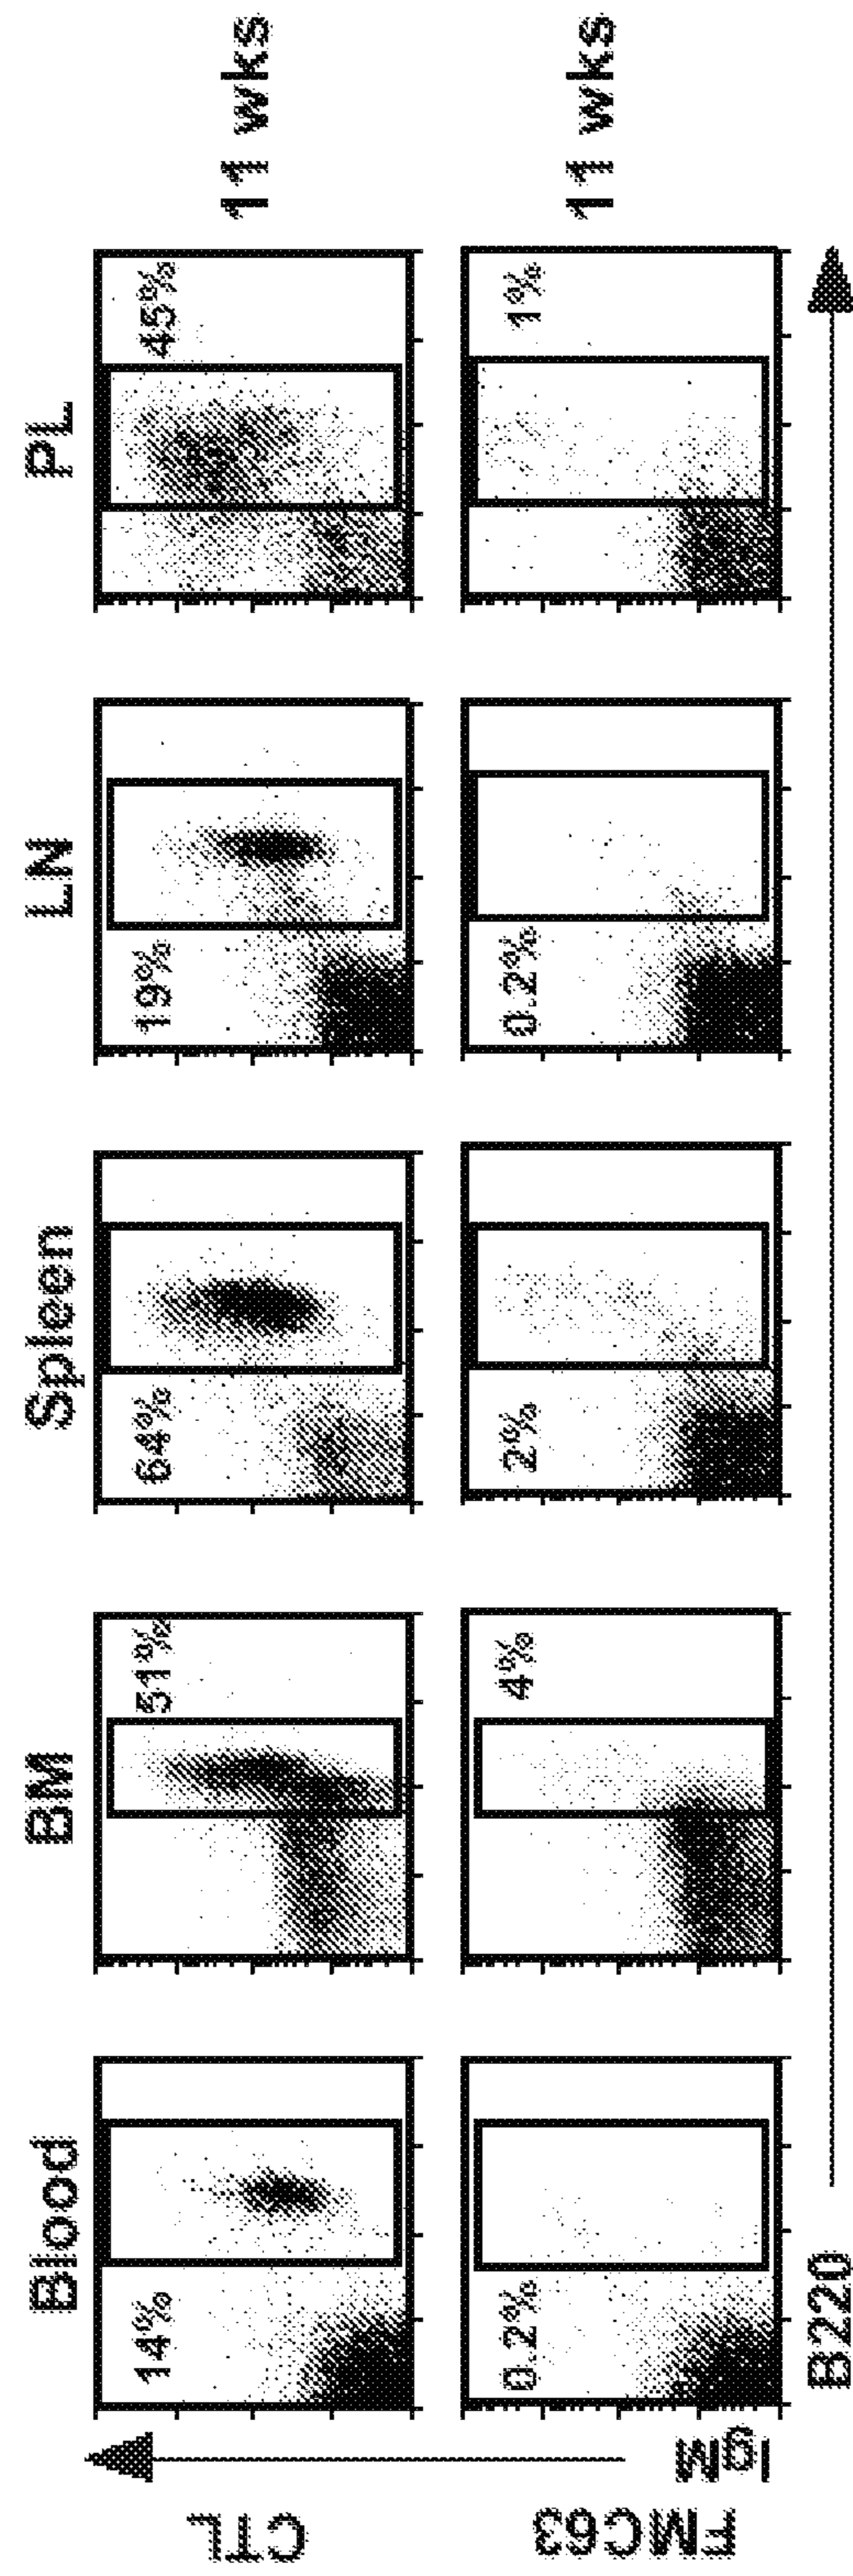 Blood BM Spleen LN PL
CTL 14% 51% 64% 19% 45% 11 wks
FMC63 0.2% 4% 2% 0.2% 1% 11 wks
IgM
B220